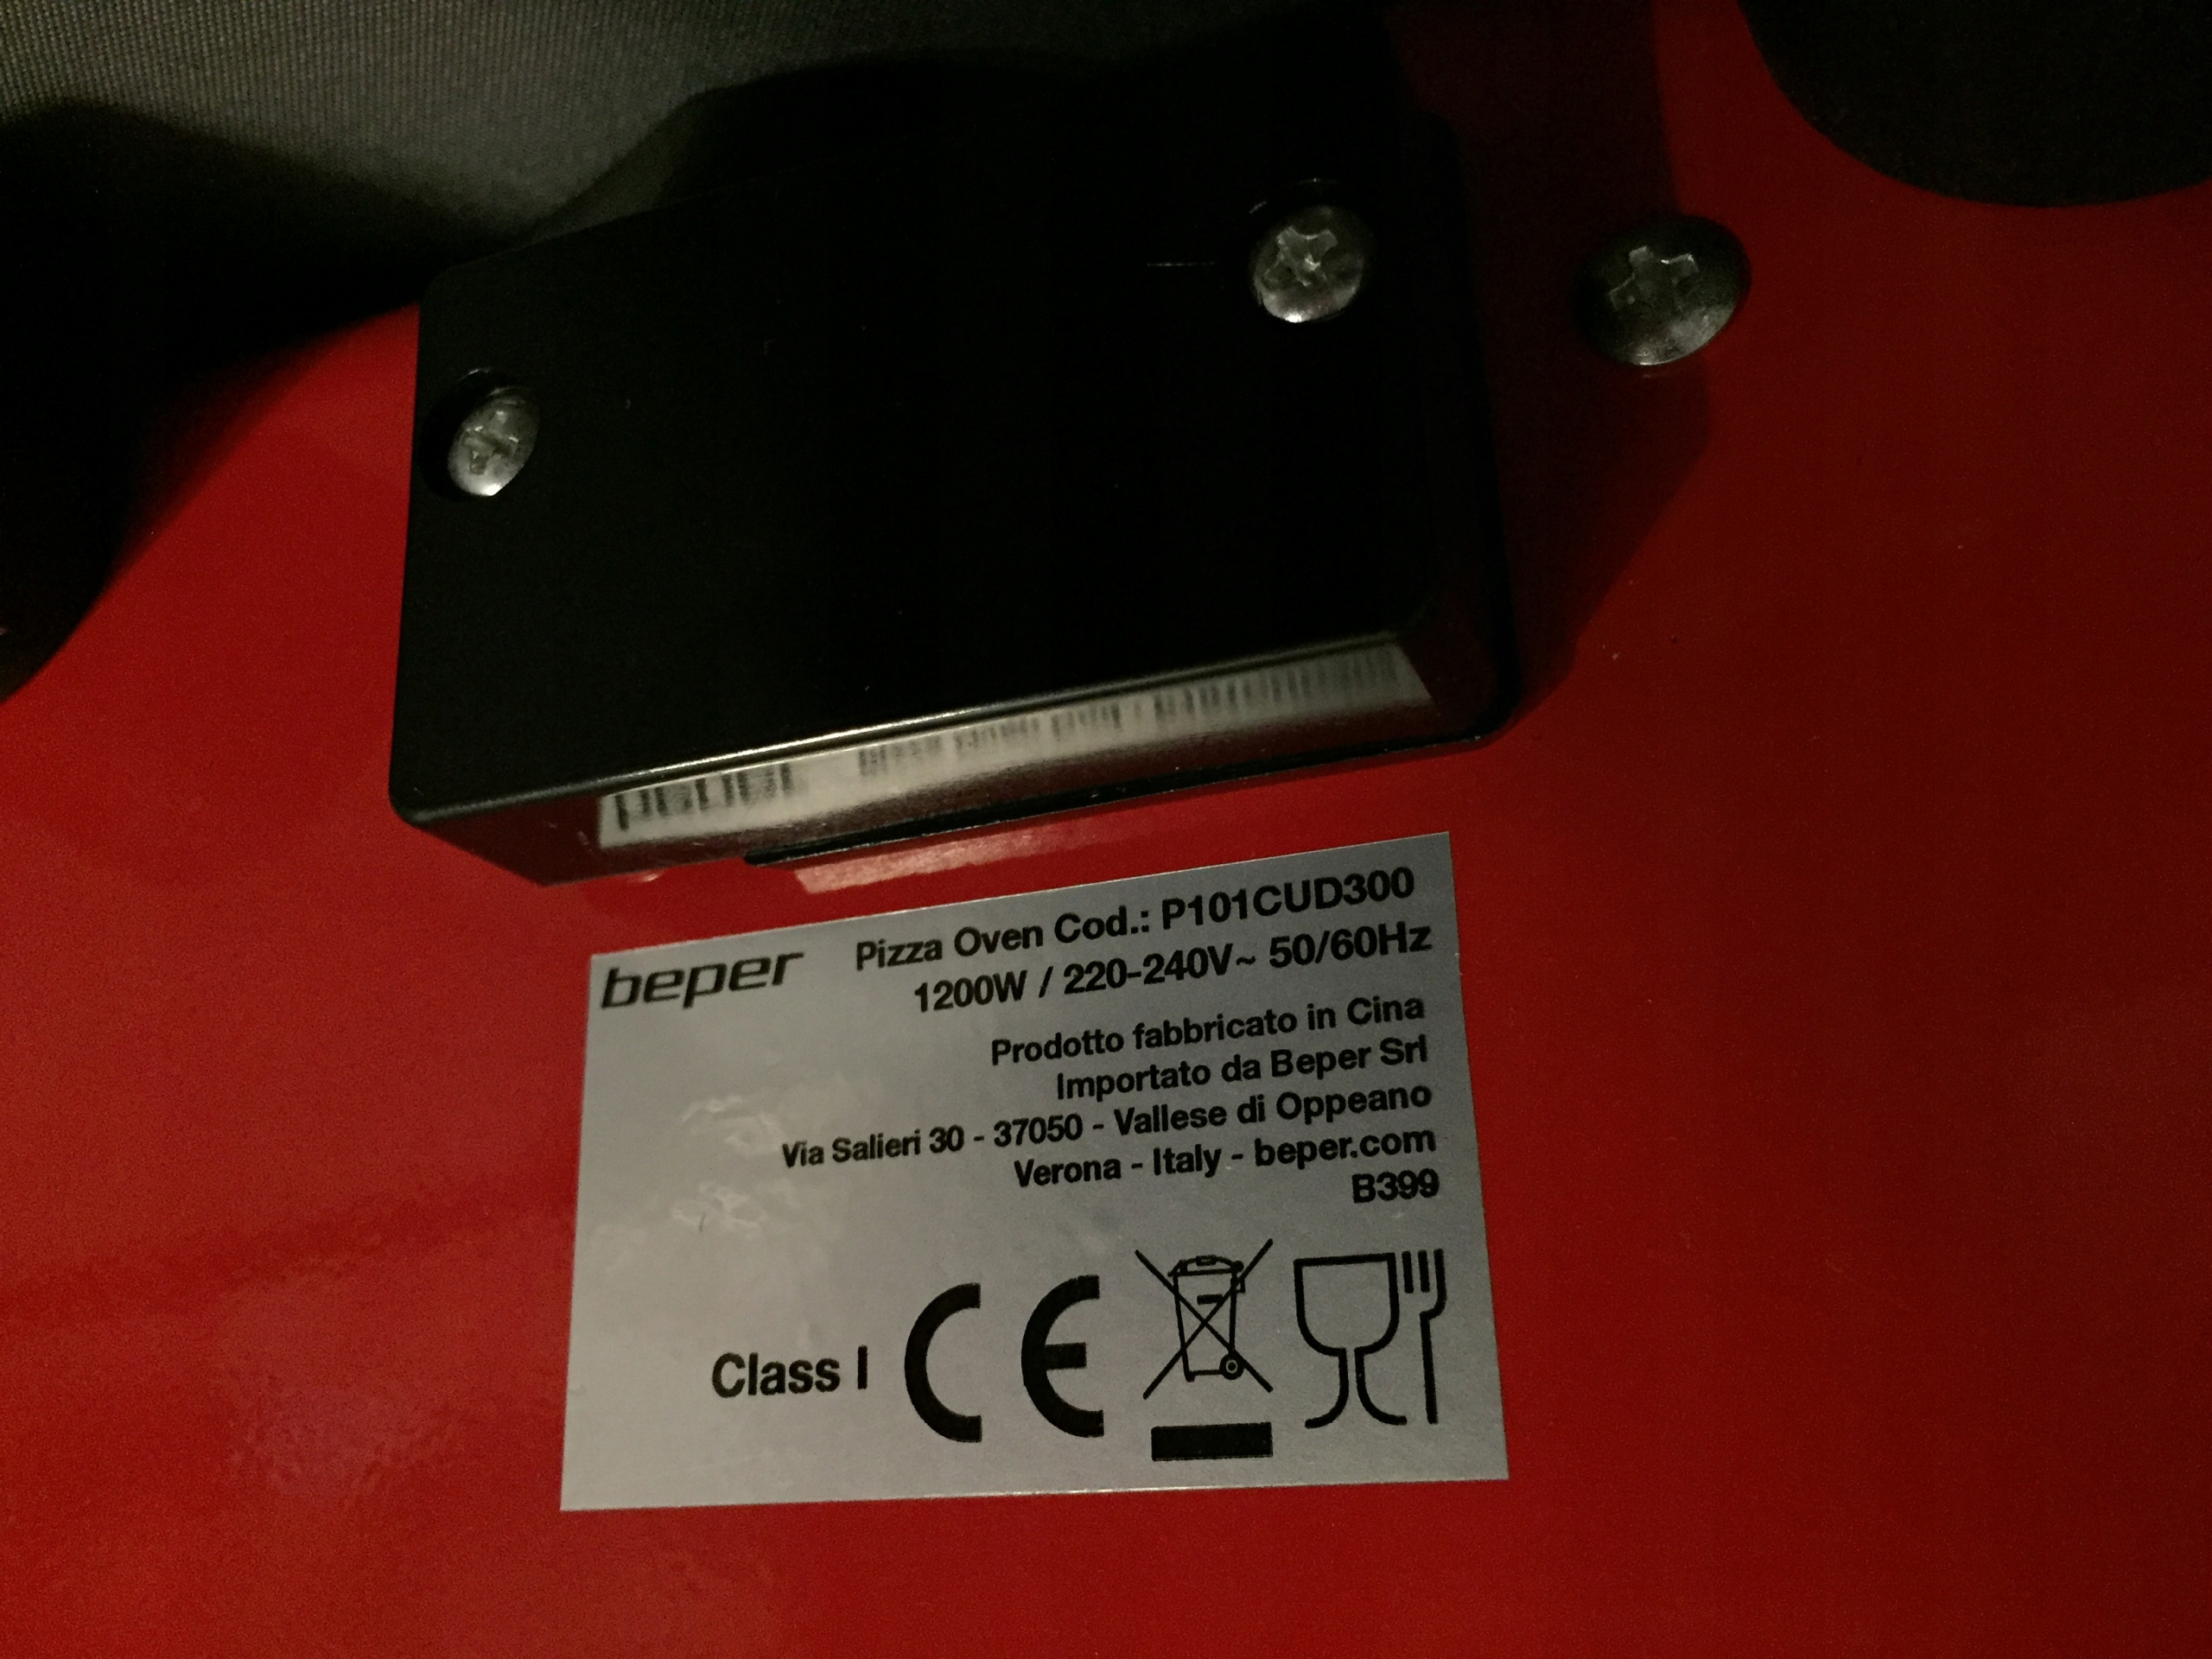 beper
Pizza Oven Cod.: P101CUD300
1200W / 220-240V~ 50/60Hz
Prodotto fabbricato in Cina
Importato da Beper Srl
Via Salieri 30 - 37050 - Vallese di Oppeano
Verona - Italy - beper.com
B399
Class I
CE